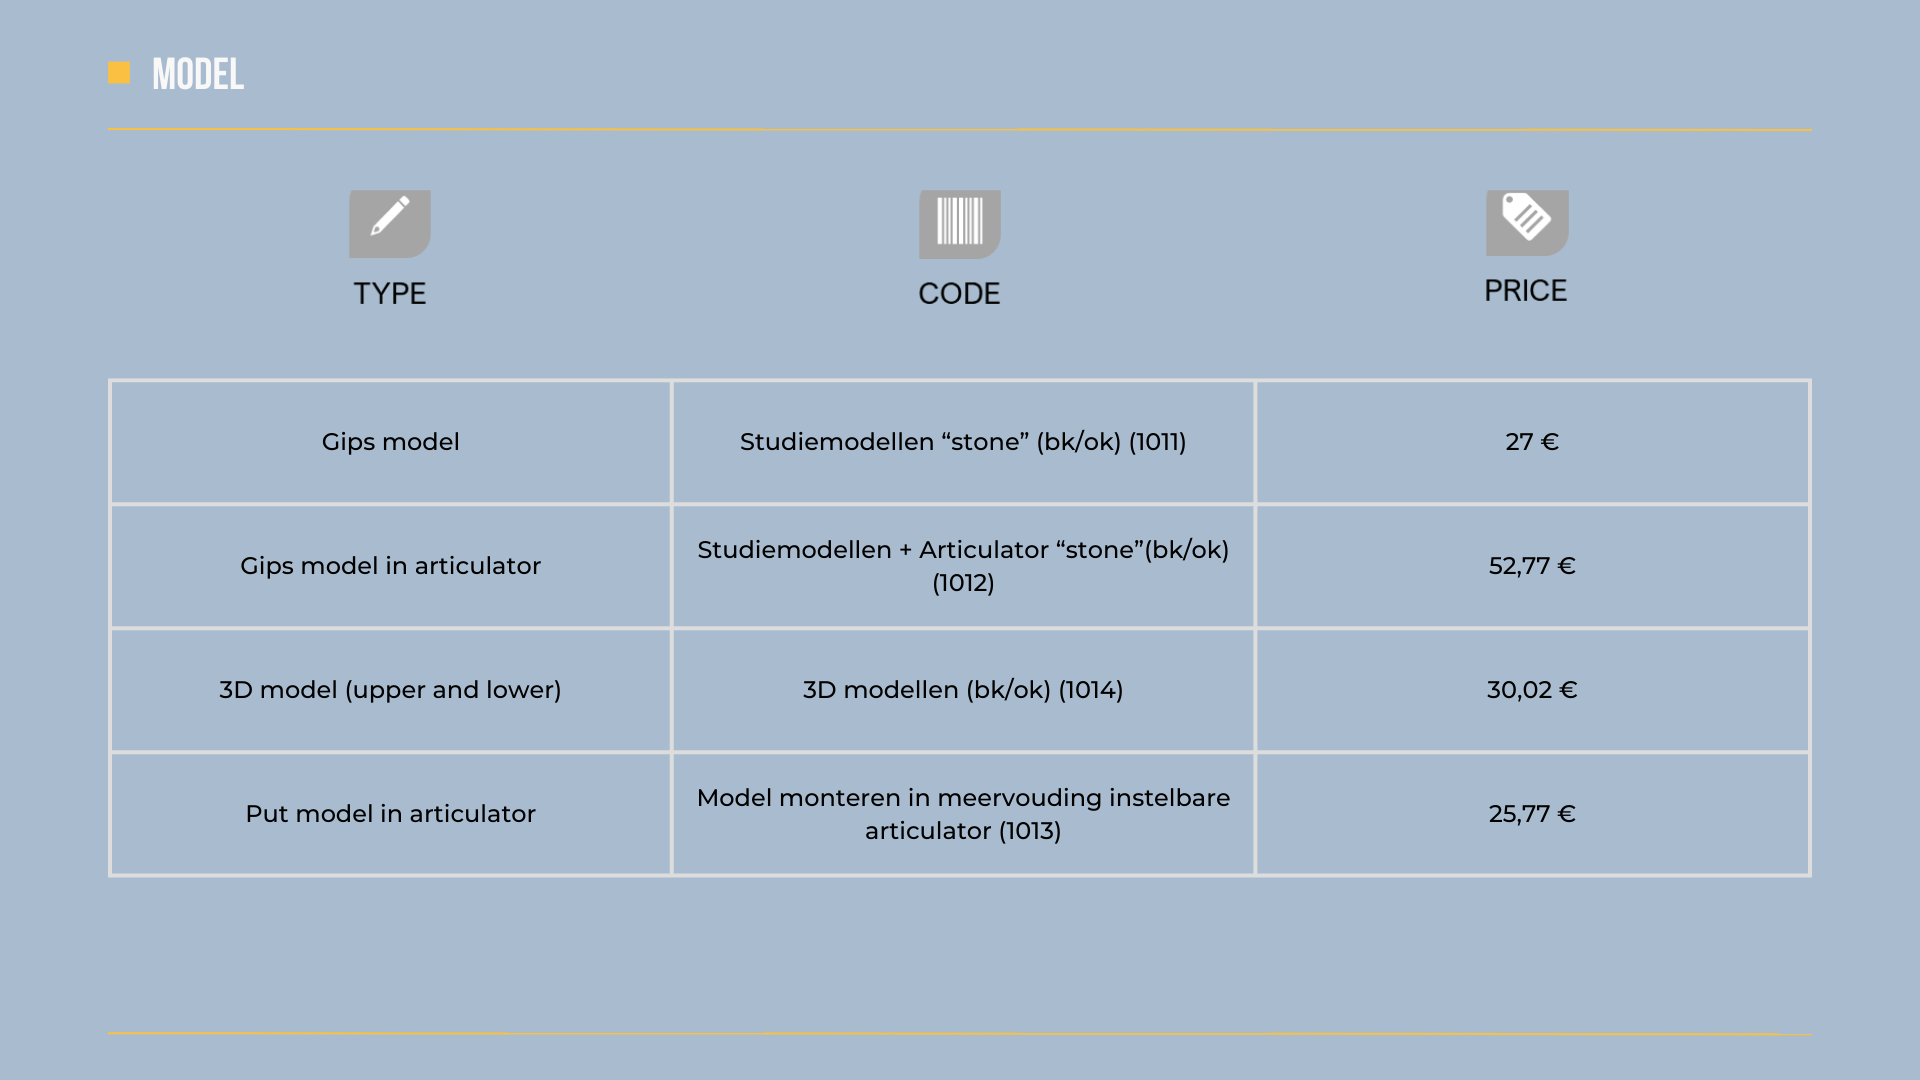 MODEL
TYPE
CODE
PRICE
Gips model
Studiemodellen “stone” (bk/ok) (1011)
27 €
Gips model in articulator
Studiemodellen + Articulator “stone”(bk/ok)
(1012)
52,77 €
3D model (upper and lower)
3D modellen (bk/ok) (1014)
30,02 €
Put model in articulator
Model monteren in meervouding instelbare
articulator (1013)
25,77 €